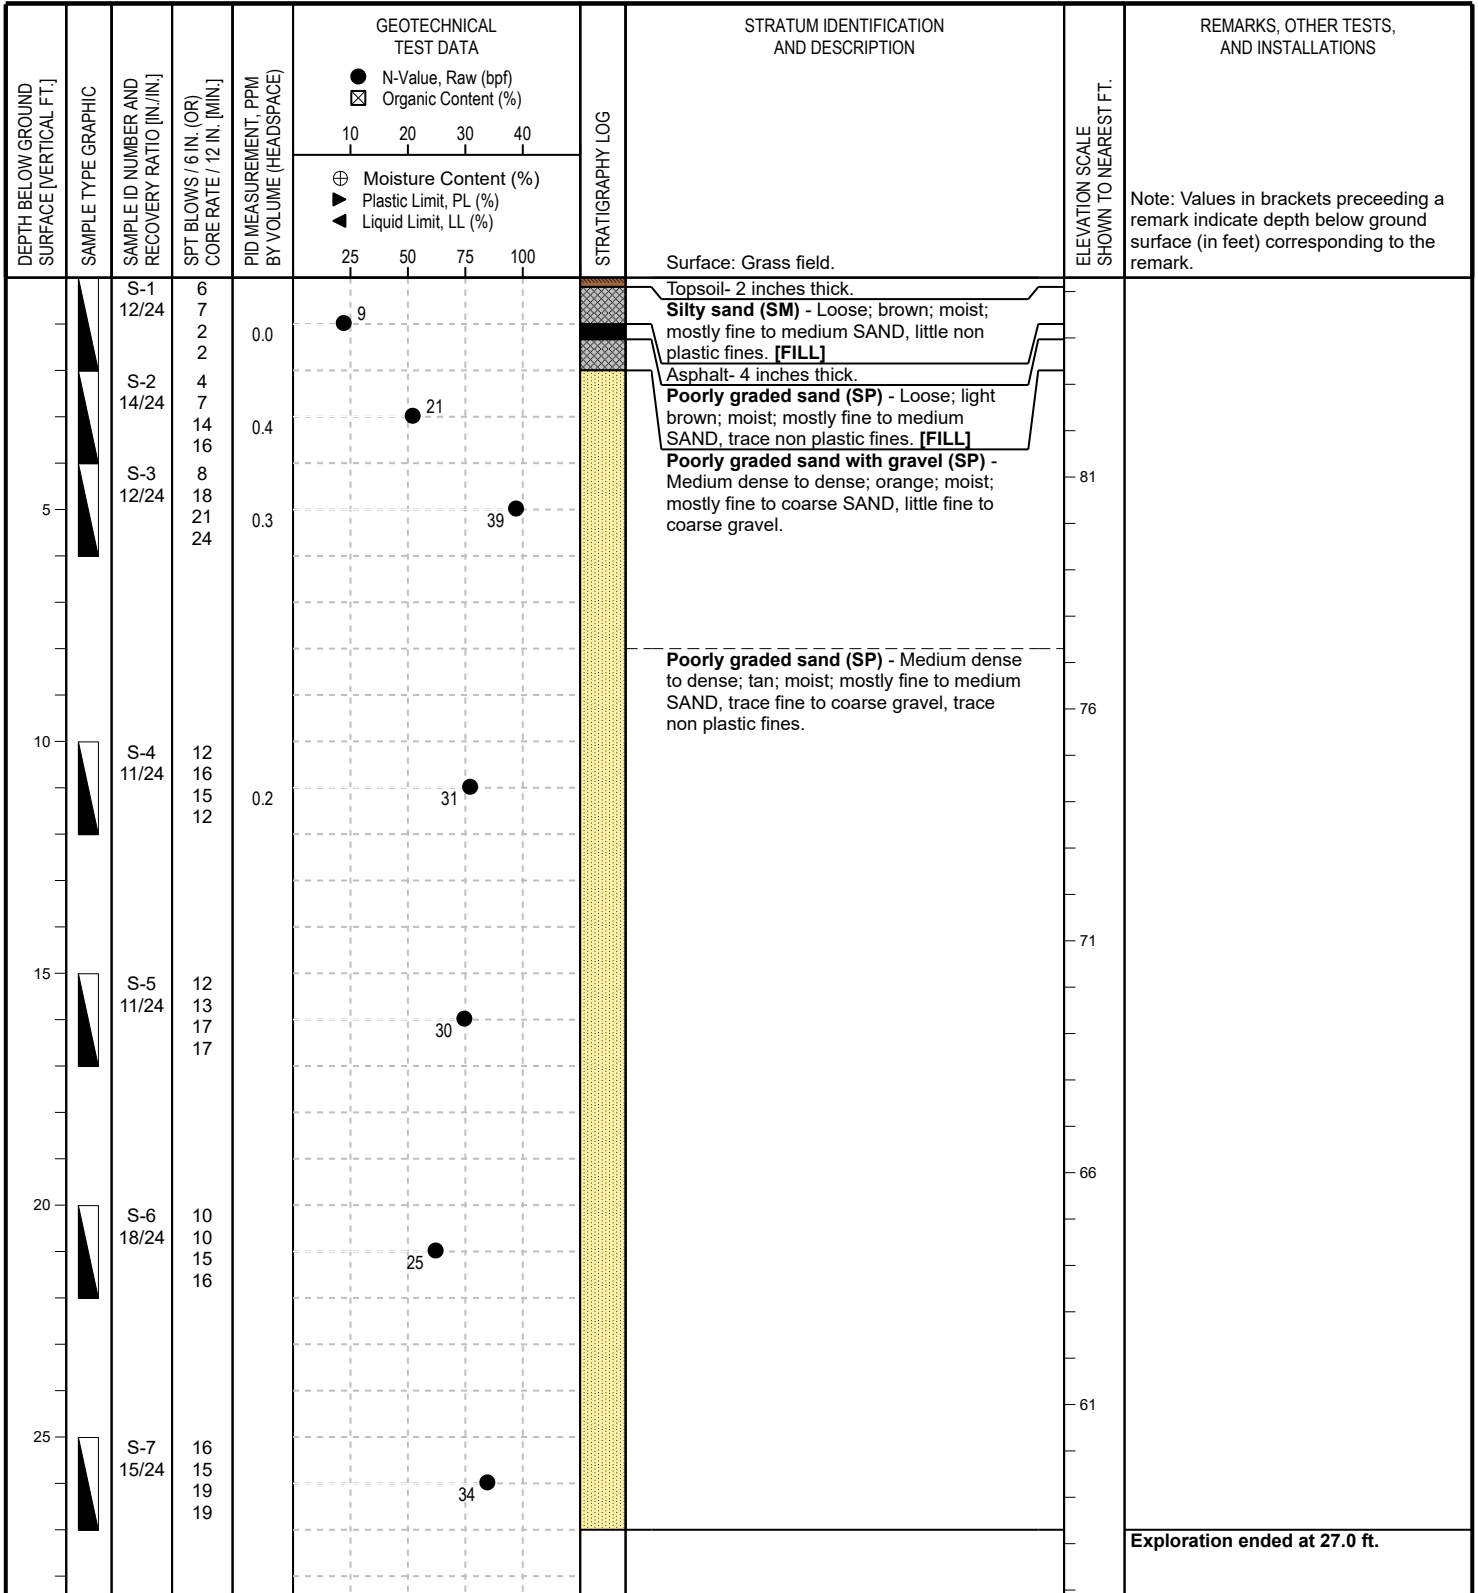 DEPTH BELOW GROUND
SURFACE [VERTICAL FT.]
SAMPLE TYPE GRAPHIC
SAMPLE ID NUMBER AND
RECOVERY RATIO [IN./IN.]
SPT BLOWS / 6 IN. (OR)
CORE RATE / 12 IN. [MIN.]
PID MEASUREMENT, PPM
BY VOLUME (HEADSPACE)
GEOTECHNICAL
TEST DATA
N-Value, Raw (bpf)
Organic Content (%)
10 20 30 40
Moisture Content (%)
Plastic Limit, PL (%)
Liquid Limit, LL (%)
25 50 75 100
STRATIGRAPHY LOG
STRATUM IDENTIFICATION
AND DESCRIPTION
Surface: Grass field.
ELEVATION SCALE
SHOWN TO NEAREST FT.
REMARKS, OTHER TESTS,
AND INSTALLATIONS
Note: Values in brackets preceeding a
remark indicate depth below ground
surface (in feet) corresponding to the
remark.
S-1
12/24
6
7
2
2
0.0
9
Topsoil- 2 inches thick.
Silty sand (SM) - Loose; brown; moist;
mostly fine to medium SAND, little non
plastic fines. [FILL]
Asphalt- 4 inches thick.
S-2
14/24
4
7
14
16
0.4
21
Poorly graded sand (SP) - Loose; light
brown; moist; mostly fine to medium
SAND, trace non plastic fines. [FILL]
5
S-3
12/24
8
18
21
24
0.3
39
Poorly graded sand with gravel (SP) -
Medium dense to dense; orange; moist;
mostly fine to coarse SAND, little fine to
coarse gravel.
81
Poorly graded sand (SP) - Medium dense
to dense; tan; moist; mostly fine to medium
SAND, trace fine to coarse gravel, trace
non plastic fines.
76
10
S-4
11/24
12
16
15
12
0.2
31
71
15
S-5
11/24
12
13
17
17
30
66
20
S-6
18/24
10
10
15
16
25
61
25
S-7
15/24
16
15
19
19
34
Exploration ended at 27.0 ft.